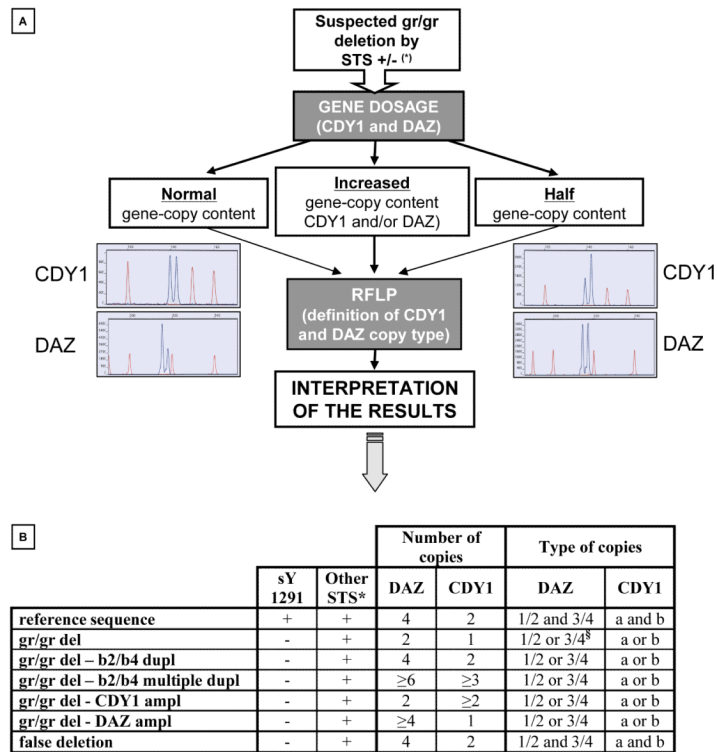 A
Suspected gr/gr
deletion by
STS +/- (*)
GENE DOSAGE
(CDY1 and DAZ)
Normal
gene-copy content
Increased
gene-copy content
CDY1 and/or DAZ)
Half
gene-copy content
CDY1
DAZ
RFLP
(definition of CDY1
and DAZ copy type)
CDY1
DAZ
INTERPRETATION
OF THE RESULTS
B
Number of copies Type of copies
sY 1291 Other STS* DAZ CDY1 DAZ CDY1
reference sequence + + 4 2 1/2 and 3/4 a and b
gr/gr del - + 2 1 1/2 or 3/4§ a or b
gr/gr del – b2/b4 dupl - + 4 2 1/2 or 3/4 a or b
gr/gr del – b2/b4 multiple dupl - + ≥6 ≥3 1/2 or 3/4 a or b
gr/gr del - CDY1 ampl - + 2 ≥2 1/2 or 3/4 a or b
gr/gr del - DAZ ampl - + ≥4 1 1/2 or 3/4 a or b
false deletion - + 4 2 1/2 and 3/4 a and b